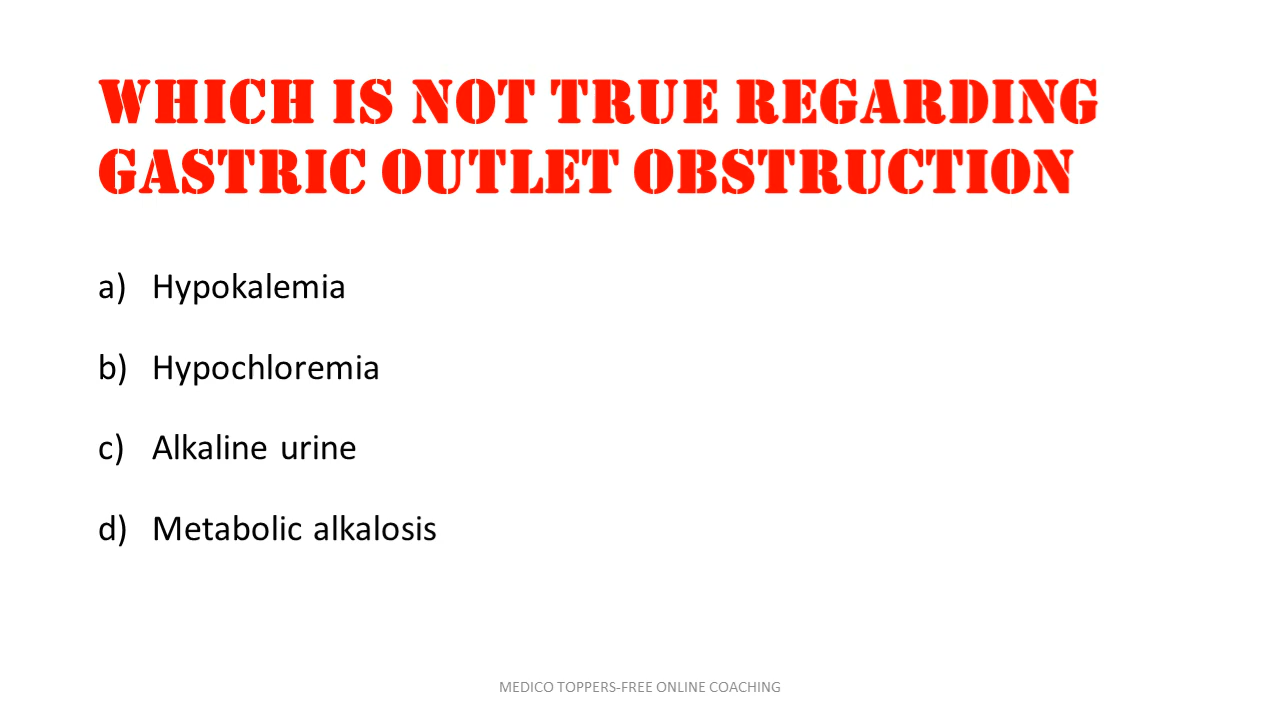 WHICH IS NOT TRUE REGARDING
GASTRIC OUTLET OBSTRUCTION
a) Hypokalemia
b) Hypochloremia
c) Alkaline urine
d) Metabolic alkalosis
MEDICO TOPPERS-FREE ONLINE COACHING